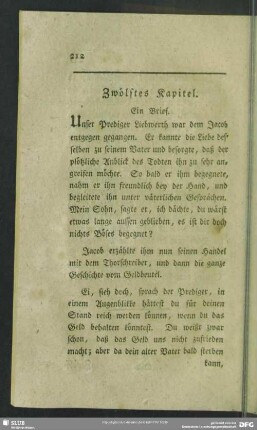 212
Zwölftes Kapitel.
Ein Brief.
Unser Prediger Liebwerth war dem Jacob
entgegen gegangen. Er kannte die Liebe des-
selben zu seinem Vater und besorgte, daß der
plötzliche Anblick des Todten ihn zu sehr an-
greifen möchte. So bald er ihm begegnete,
nahm er ihn freundlich bey der Hand, und
begleitete ihn unter väterlichen Gesprächen.
Mein Sohn, sagte er, ich dächte, du wärst
etwas lange aussen geblieben, es ist dir doch
nichts Böses begegnet?
Jacob erzählte ihm nun seinen Handel
mit dem Thorschreiber, und dann die ganze
Geschichte vom Geldbeutel.
Ei, sieh doch, sprach der Prediger, in
einem Augenblicke hättest du für deinen
Stand reich werden können, wenn du das
Geld behalten könntest. Du weißt zwar
schon, daß das Geld uns nicht zufrieden
macht; aber da dein alter Vater bald sterben
kann,
SLUB
DFG